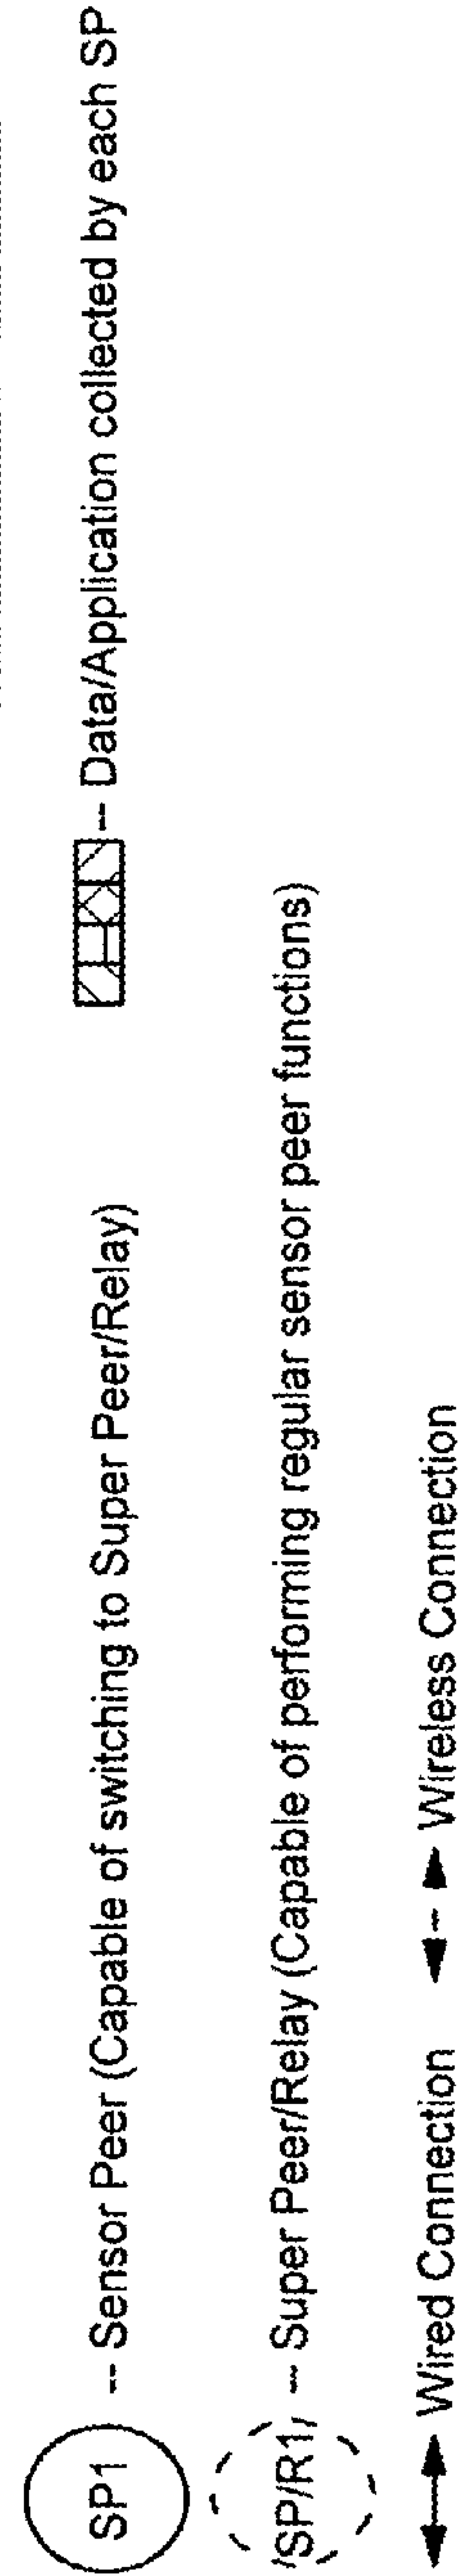 SP1 -- Sensor Peer (Capable of switching to Super Peer/Relay) -- Data/Application collected by each SP
SP/R1 -- Super Peer/Relay (Capable of performing regular sensor peer functions)
Wired Connection Wireless Connection